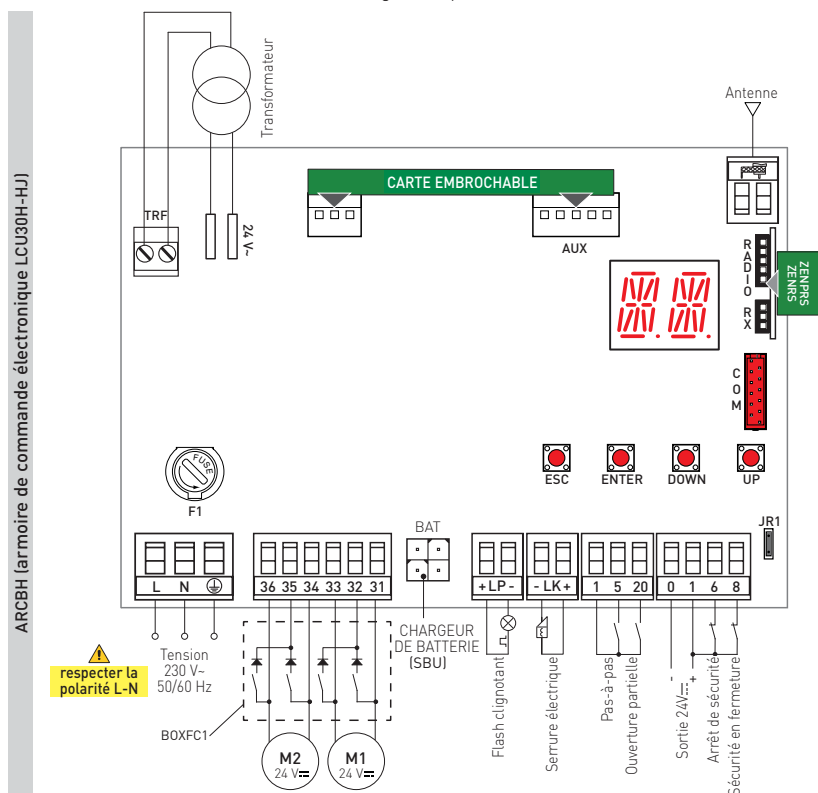 ARCBH (armoire de commande électronique LCU30H-HJ)
Transformateur
Antenne
CARTE EMBROCHABLE
TRF
24 V~
AUX
RADIO
RX
ZENPRS
ZENRS
COM
FUSE
F1
ESC ENTER DOWN UP
BAT
JR1
L N
36 35 34 33 32 31
+ LP -
- LK +
1 5 20
0 1 6 8
respecter la
polarité L-N
Tension
230 V~
50/60 Hz
CHARGEUR
DE BATTERIE
(SBU)
BOXFC1
M2
24 V
M1
24 V
Flash clignotant
Serrure électrique
Pas-à-pas
Ouverture partielle
Sortie 24V
- +
Arrêt de sécurité
Sécurité en fermeture